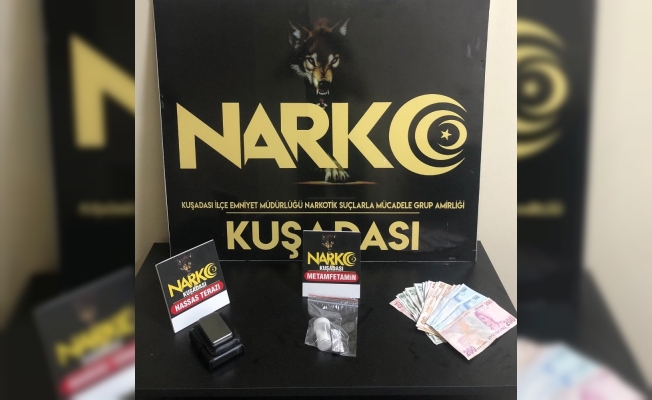 NARKO
KUŞADASI İLÇE EMNİYET MÜDÜRLÜĞÜ NARKOTİK SUÇLARLA MÜCADELE GRUP AMİRLİĞİ
KUŞADASI
NARKO
KUŞADASI
HASSAS TERAZİ
NARKO
KUŞADASI
METAMFETAMİN
200